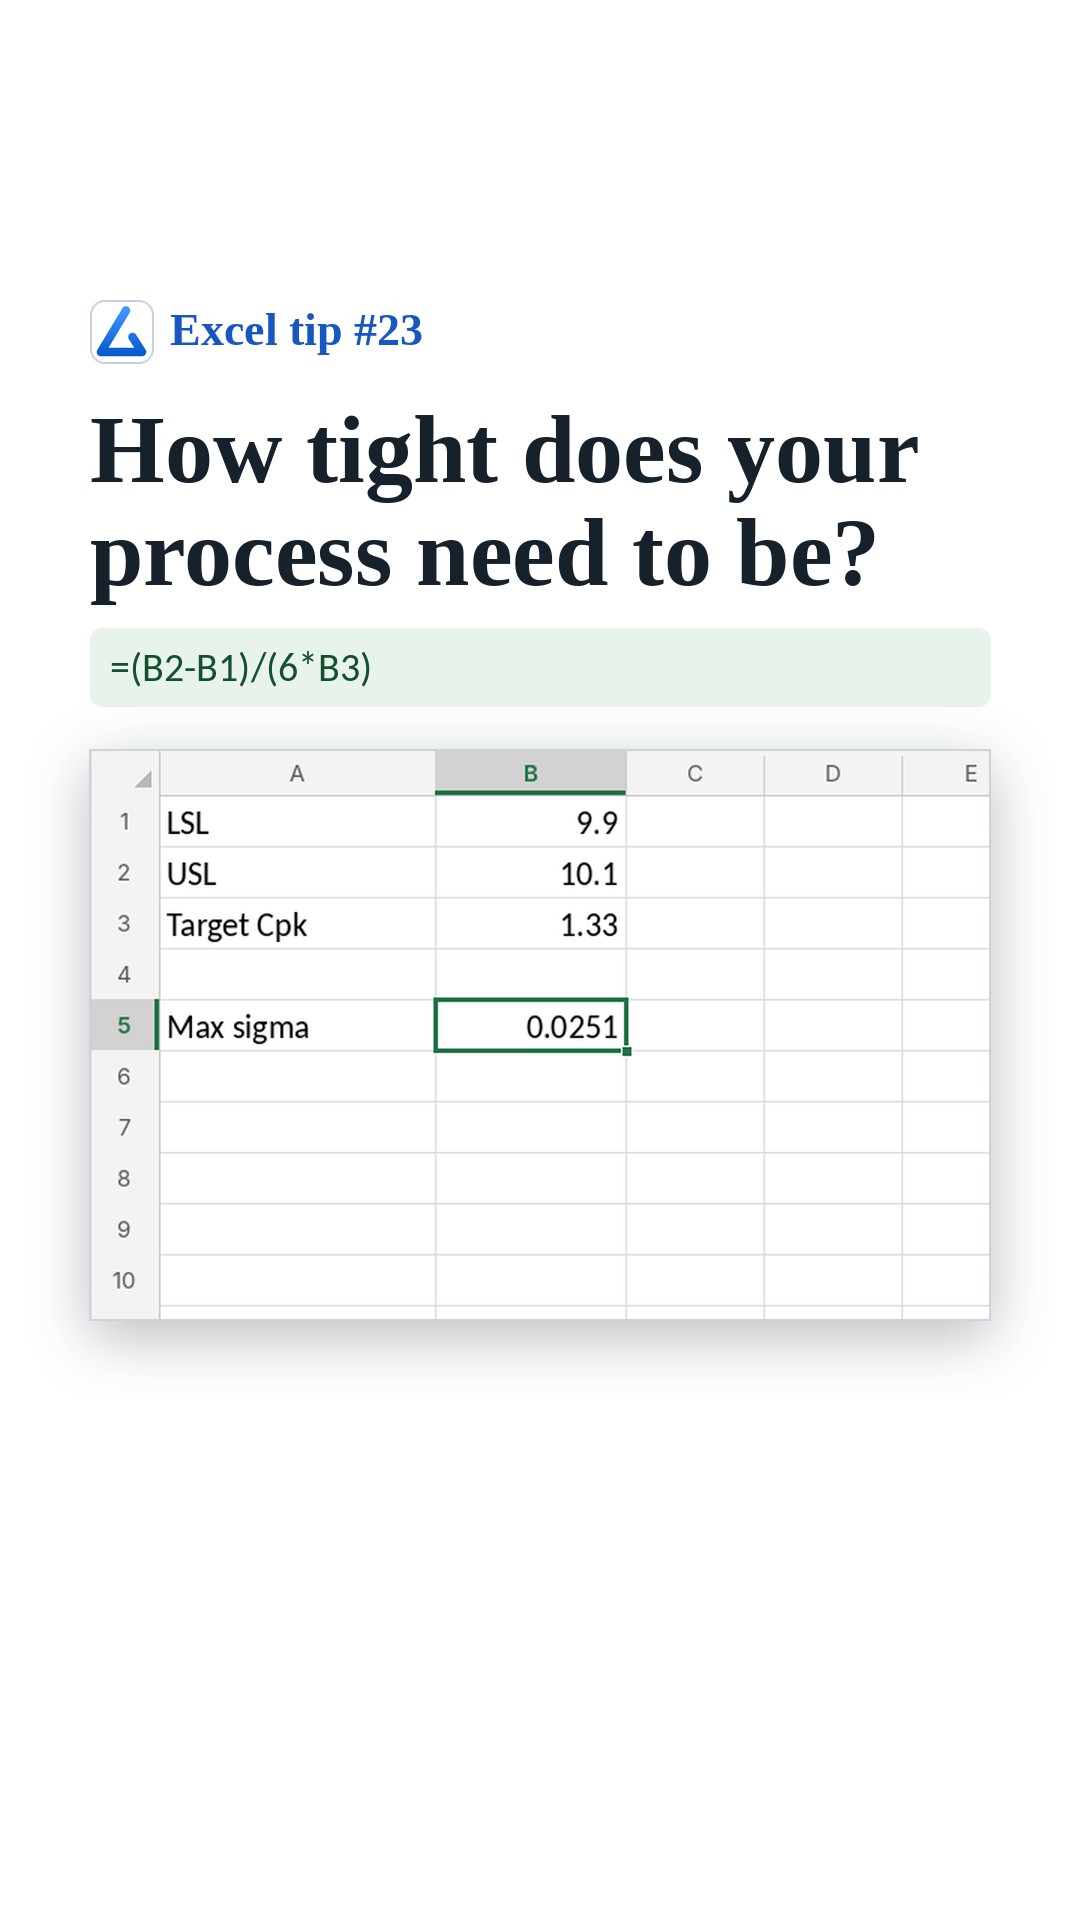 Excel tip #23
How tight does your
process need to be?
=(B2-B1)/(6*B3)
A B C D E
1 LSL 9.9
2 USL 10.1
3 Target Cpk 1.33
4
5 Max sigma 0.0251
6
7
8
9
10